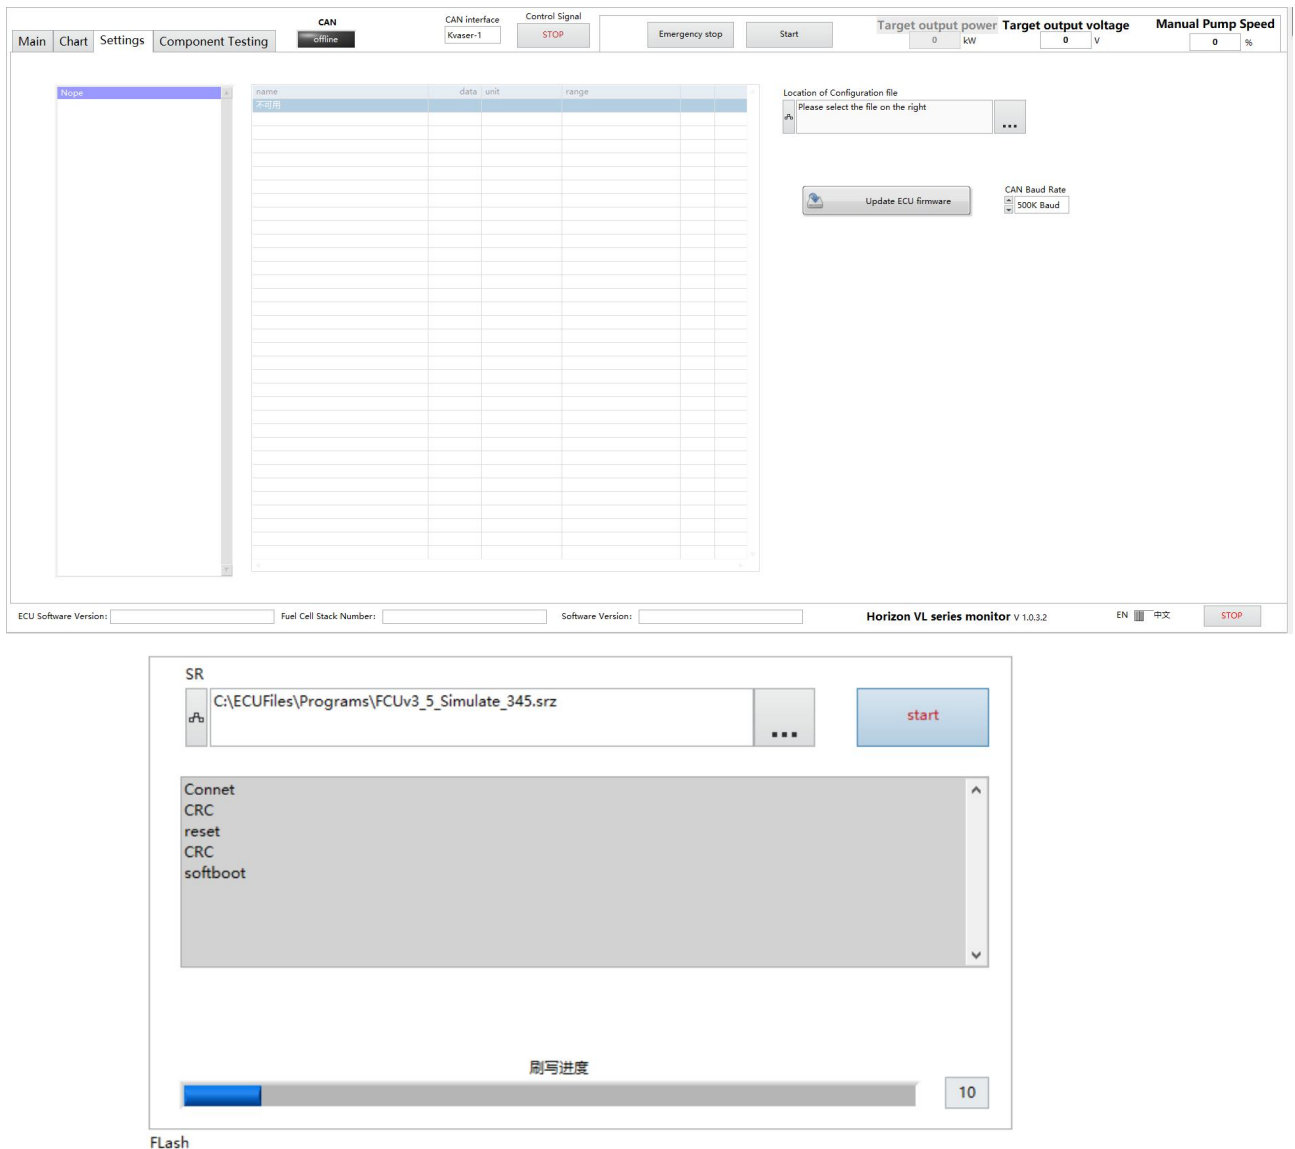 Main Chart Settings Component Testing
CAN
offline
CAN interface
Kvaser-1
Control Signal
STOP
Emergency stop
Start
Target output power
0 kW
Target output voltage
0 V
Manual Pump Speed
0 %
Nope
name data unit range
不可用
Location of Configuration file
Please select the file on the right
...
Update ECU firmware
CAN Baud Rate
500K Baud
ECU Software Version:
Fuel Cell Stack Number:
Software Version:
Horizon VL series monitor V 1.0.3.2
EN 中文
STOP
SR
C:\ECUFiles\Programs\FCUv3_5_Simulate_345.srz
...
start
Connet
CRC
reset
CRC
softboot
刷写进度
10
FLash